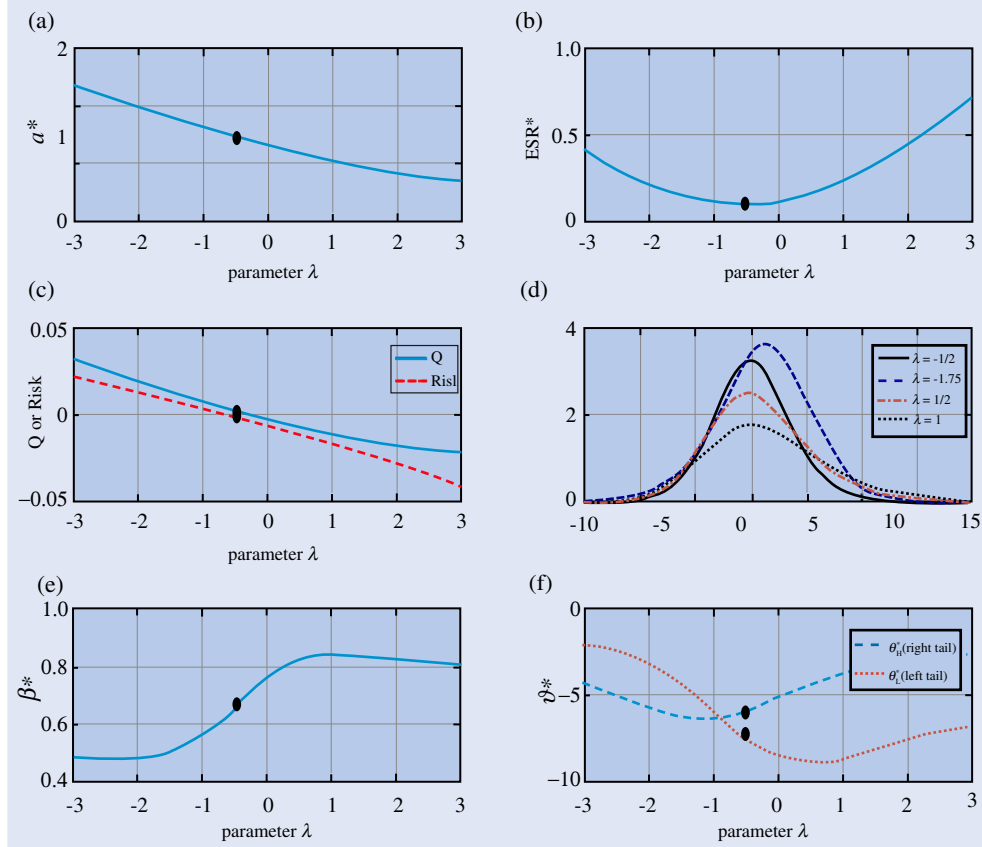 (a)
2
1
0
a*
-3 -2 -1 0 1 2 3
parameter λ
(b)
1.0
0.5
0
ESR*
-3 -2 -1 0 1 2 3
parameter λ
(c)
0.05
0
−0.05
Q or Risk
Q
Risl
-3 -2 -1 0 1 2 3
parameter λ
(d)
4
2
0
λ = -1/2
λ = -1.75
λ = 1/2
λ = 1
-10 -5 0 5 10 15
(e)
1.0
0.8
0.6
0.4
β*
-3 -2 -1 0 1 2 3
parameter λ
(f)
0
−5
−10
ϑ*
θ*H(right tail)
θ*L(left tail)
-3 -2 -1 0 1 2 3
parameter λ